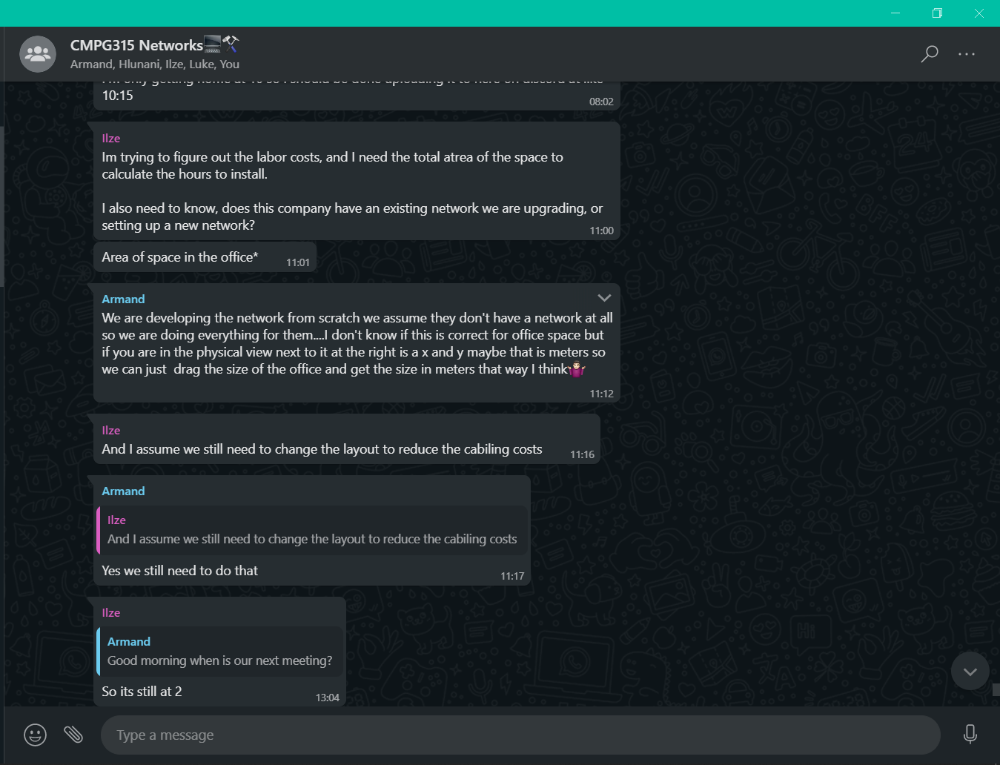 CMPG315 Networks
Armand, Hlunani, Ilze, Luke, You
10:15
08:02
Ilze
Im trying to figure out the labor costs, and I need the total atrea of the space to
calculate the hours to install.
I also need to know, does this company have an existing network we are upgrading, or
setting up a new network?
11:00
Area of space in the office*
11:01
Armand
We are developing the network from scratch we assume they don't have a network at all
so we are doing everything for them....I don't know if this is correct for office space but
if you are in the physical view next to it at the right is a x and y maybe that is meters so
we can just  drag the size of the office and get the size in meters that way I think🤷🏻‍♀️
11:12
Ilze
And I assume we still need to change the layout to reduce the cabiling costs
11:16
Armand
Ilze
And I assume we still need to change the layout to reduce the cabiling costs
Yes we still need to do that
11:17
Ilze
Armand
Good morning when is our next meeting?
So its still at 2
13:04
Type a message